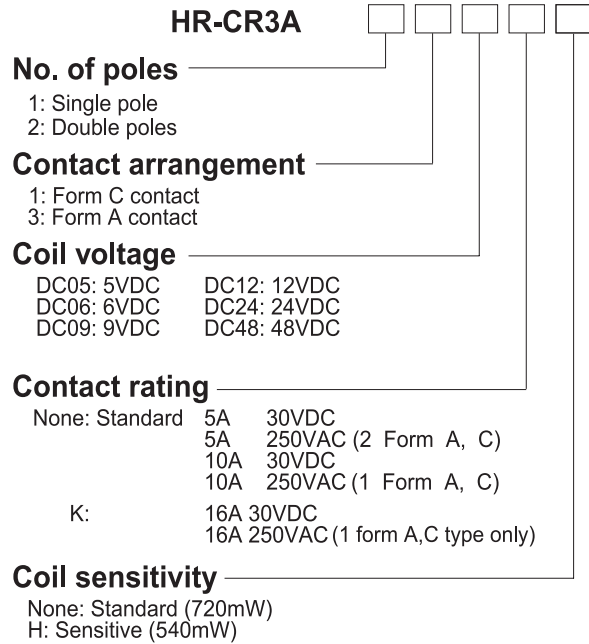 HR-CR3A
No. of poles
1: Single pole
2: Double poles
Contact arrangement
1: Form C contact
3: Form A contact
Coil voltage
DC05: 5VDC DC12: 12VDC
DC06: 6VDC DC24: 24VDC
DC09: 9VDC DC48: 48VDC
Contact rating
None: Standard 5A 30VDC
5A 250VAC (2 Form A, C)
10A 30VDC
10A 250VAC (1 Form A, C)
K: 16A 30VDC
16A 250VAC (1 form A,C type only)
Coil sensitivity
None: Standard (720mW)
H: Sensitive (540mW)